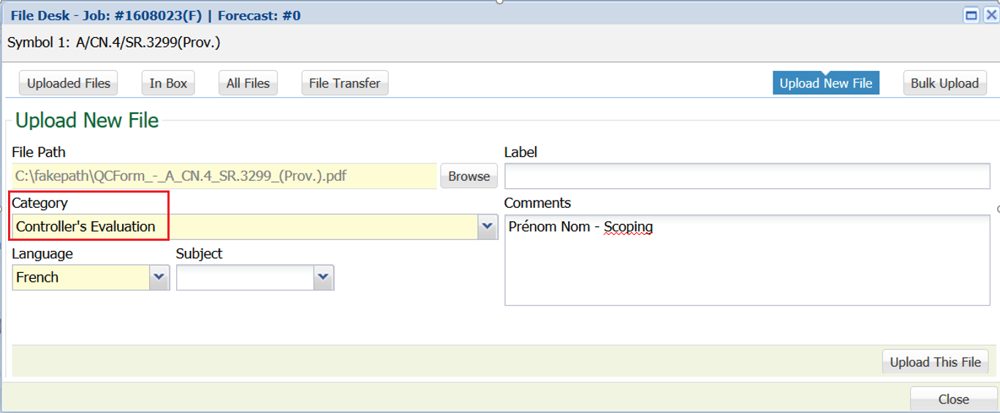 File Desk - Job: #1608023(F) | Forecast: #0
Symbol 1: A/CN.4/SR.3299(Prov.)
Uploaded Files In Box All Files File Transfer Upload New File Bulk Upload
Upload New File
File Path Label
C:\fakepath\QCForm_-_A_CN.4_SR.3299_(Prov.).pdf Browse
Category Comments
Controller's Evaluation Prénom Nom - Scoping
Language Subject
French
Upload This File
Close